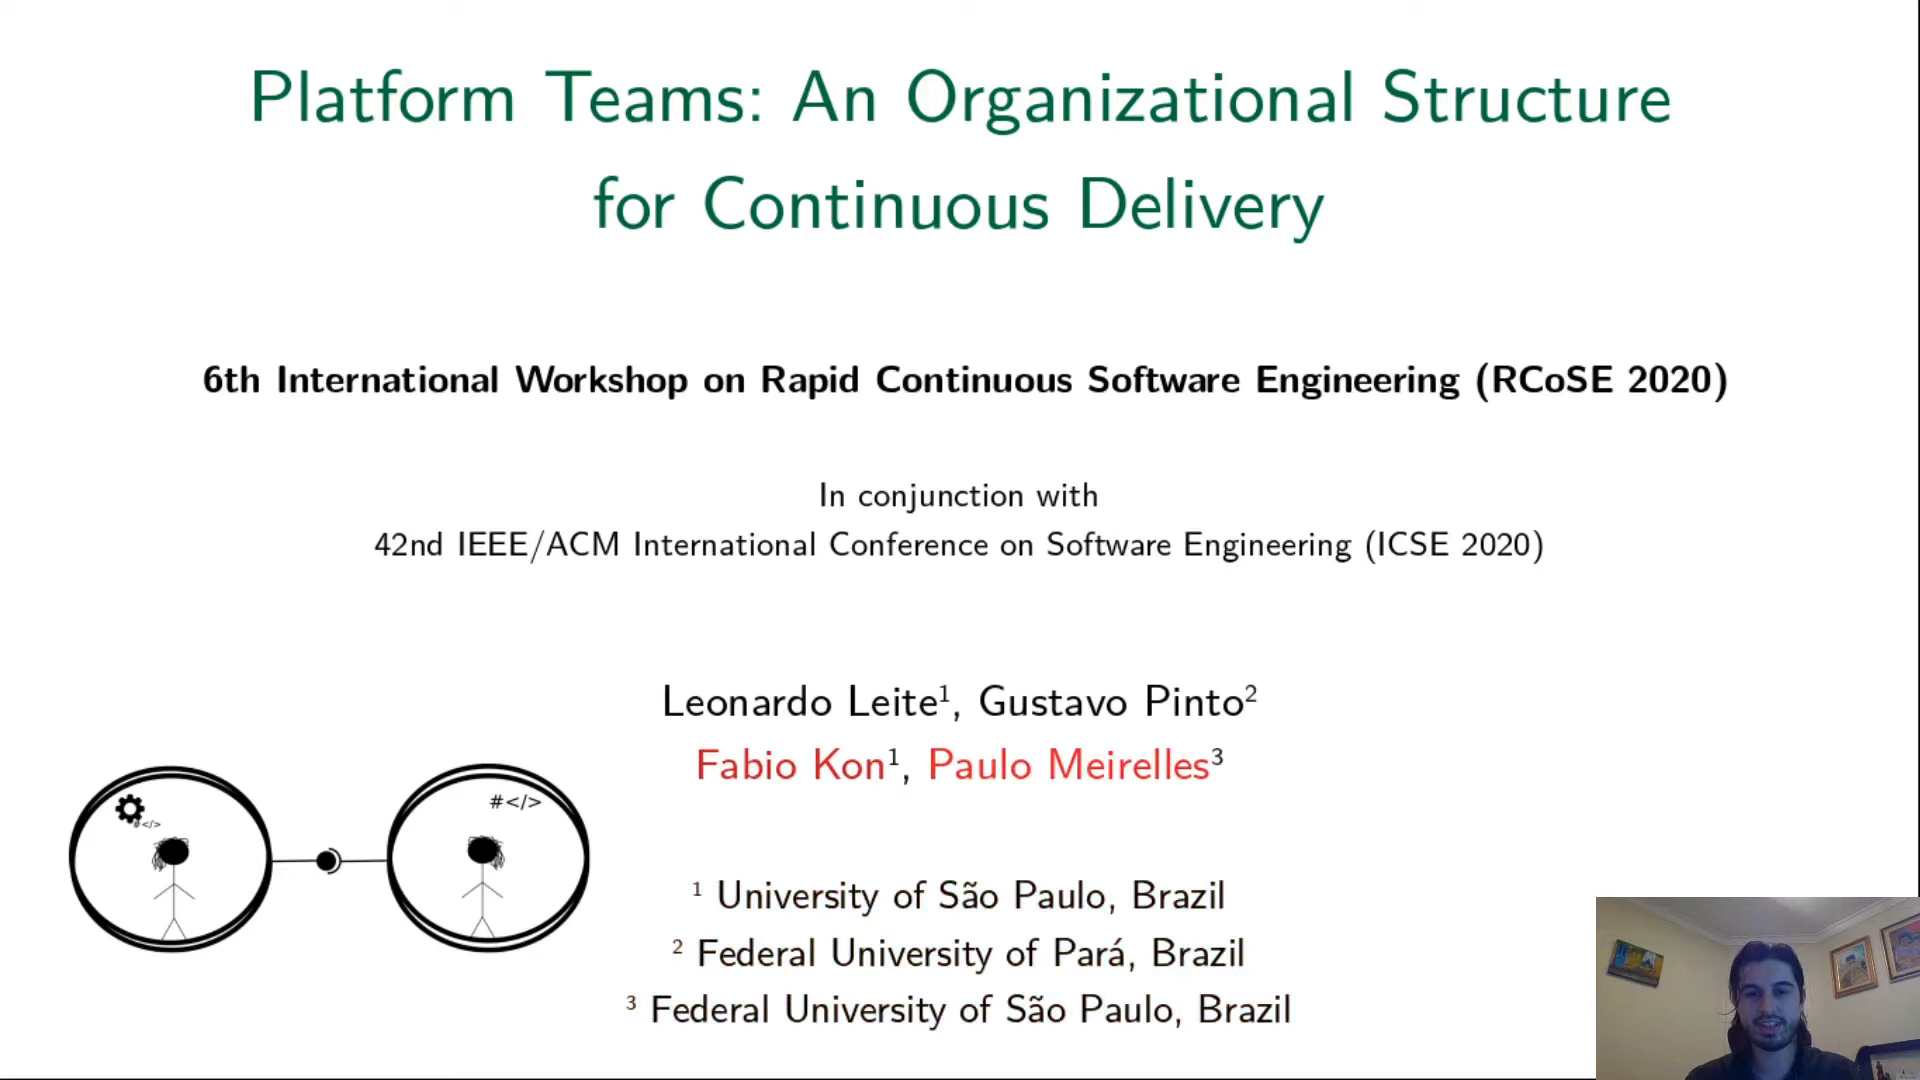 Platform Teams: An Organizational Structure
for Continuous Delivery
6th International Workshop on Rapid Continuous Software Engineering (RCoSE 2020)
In conjunction with
42nd IEEE/ACM International Conference on Software Engineering (ICSE 2020)
Leonardo Leite¹, Gustavo Pinto²
Fabio Kon¹, Paulo Meirelles³
#</>
#</>
¹ University of São Paulo, Brazil
² Federal University of Pará, Brazil
³ Federal University of São Paulo, Brazil